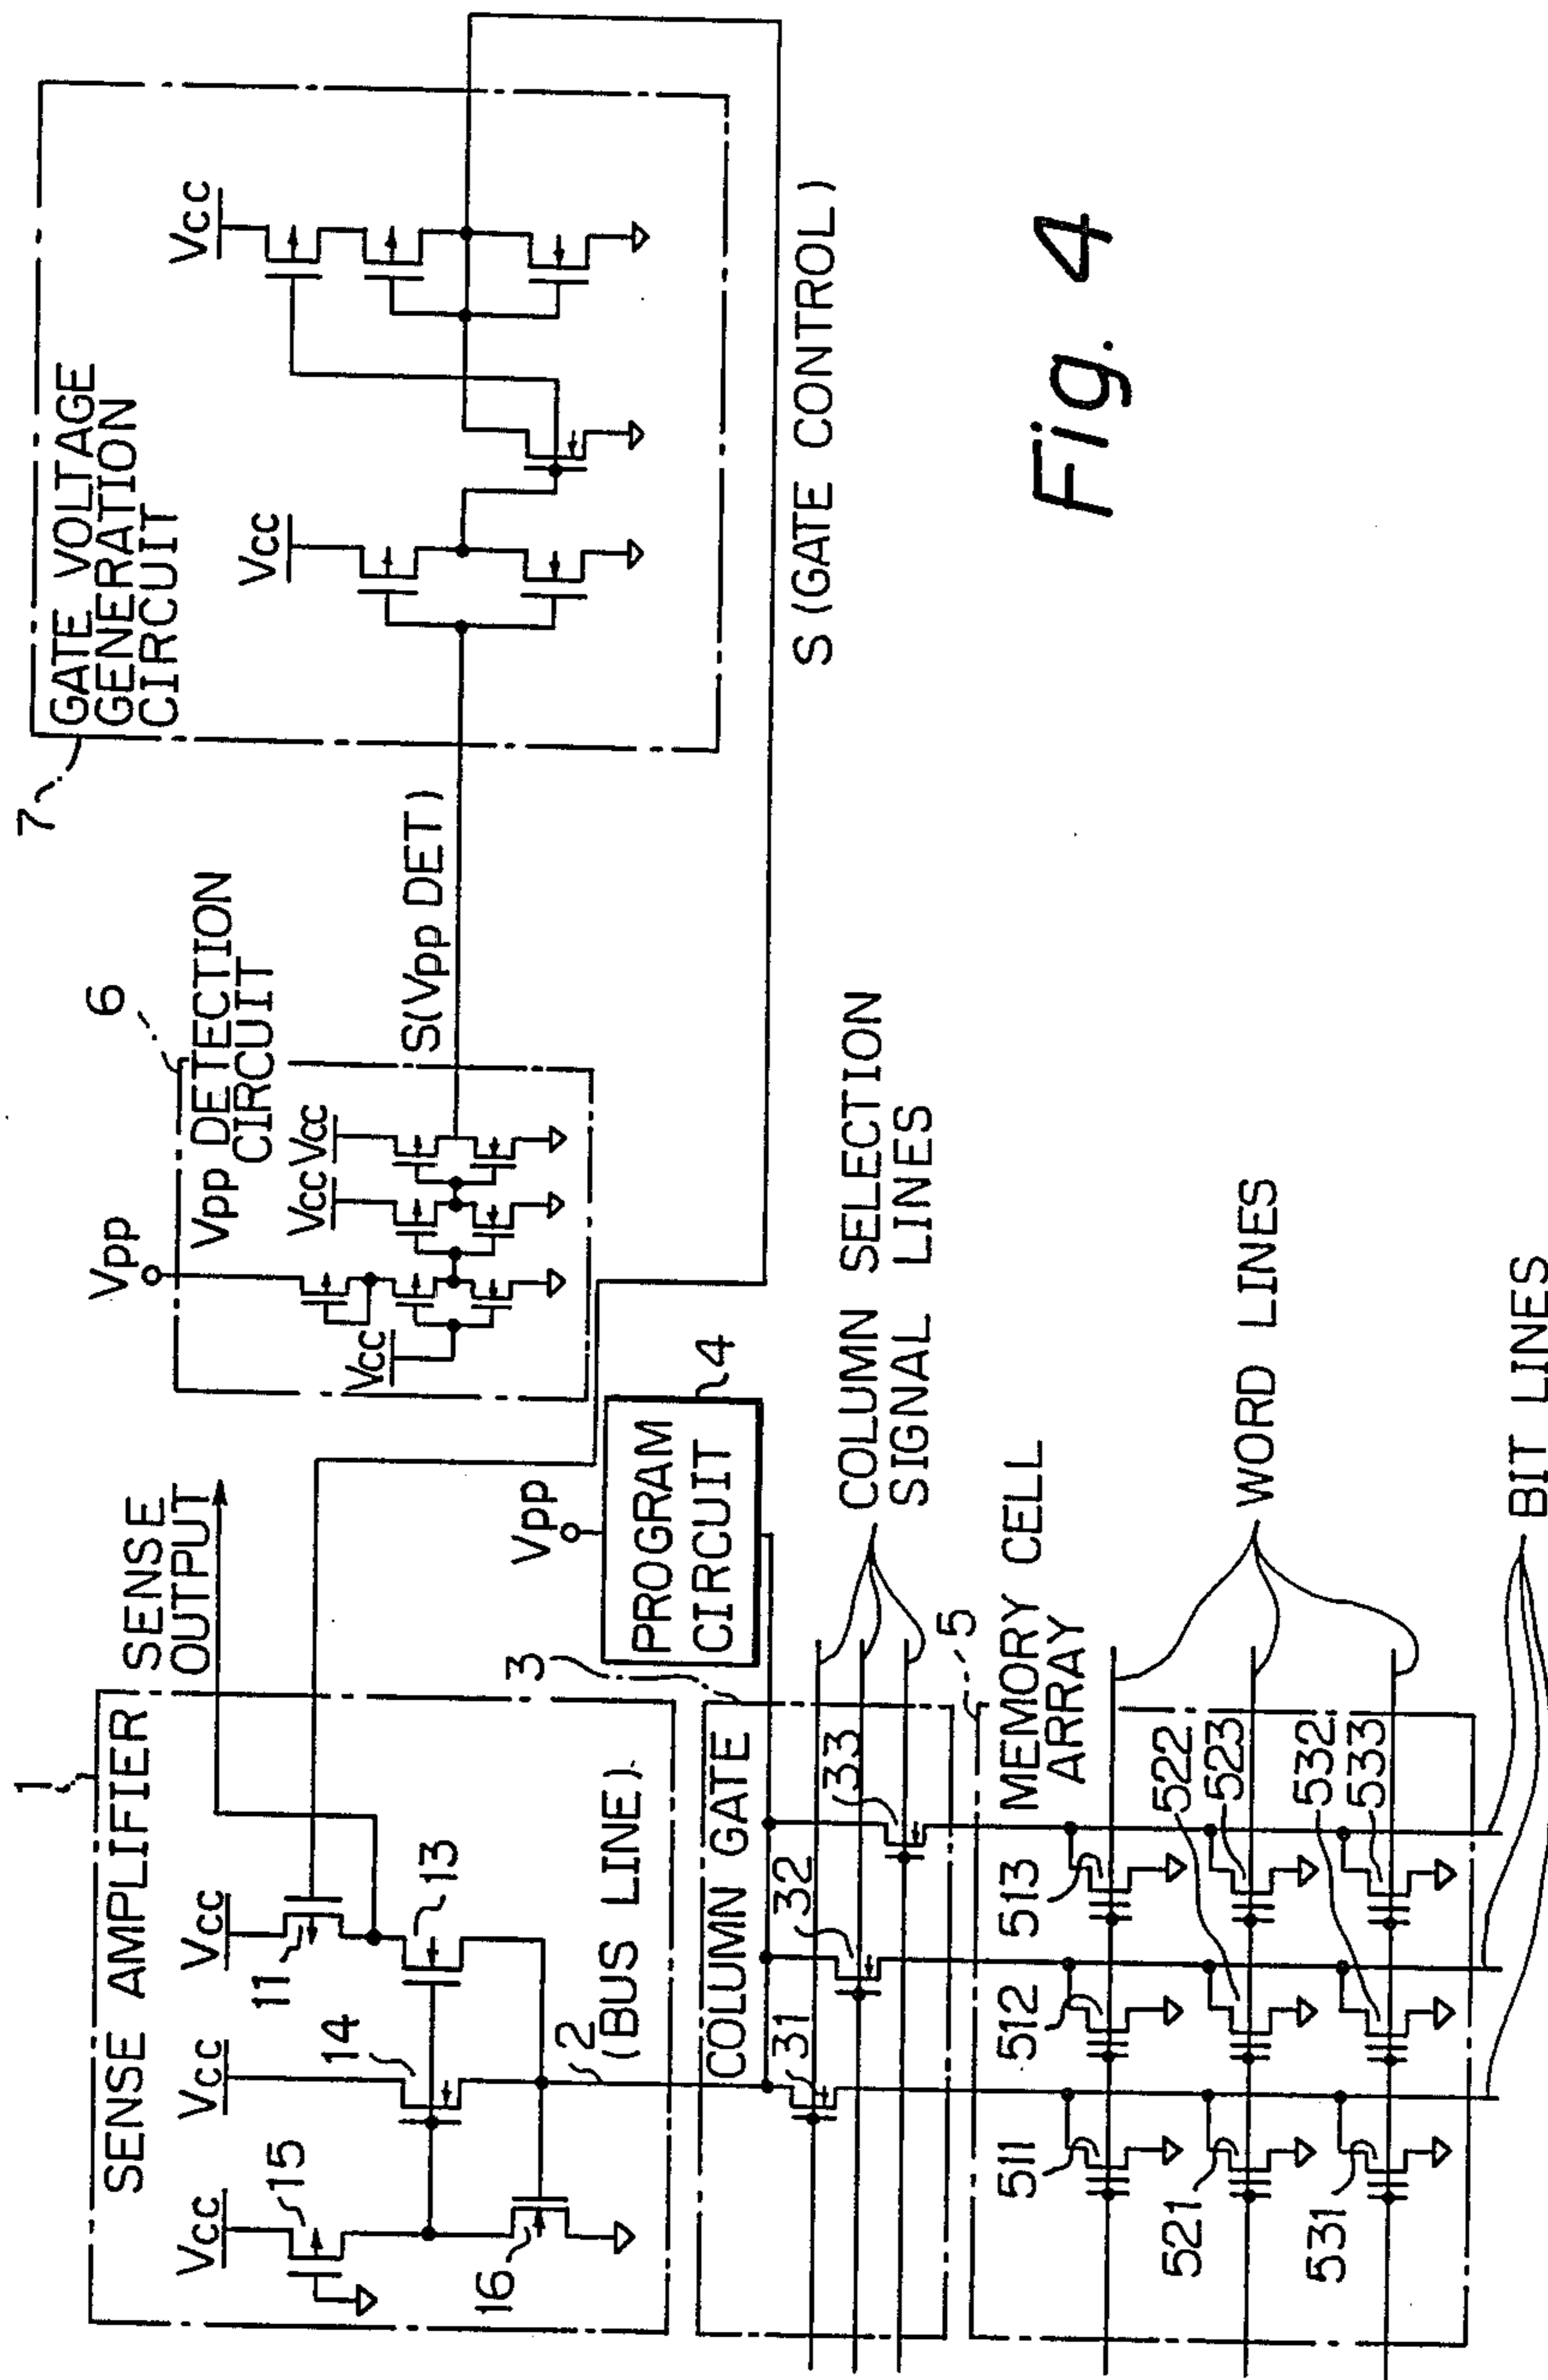 7
GATE VOLTAGE
GENERATION
CIRCUIT
Vcc
Vcc
S (GATE CONTROL)
Fig. 4
S(Vpp DET)
6
Vpp
Vpp DETECTION
CIRCUIT
Vcc
Vcc
Vcc
1
SENSE AMPLIFIER
SENSE
OUTPUT
Vcc
Vcc
Vcc
15
14
11
13
16
2
(BUS LINE)
Vpp
PROGRAM
CIRCUIT
4
3
COLUMN GATE
31
32
33
COLUMN SELECTION
SIGNAL LINES
5
MEMORY CELL
ARRAY
511
512
513
521
522
523
531
532
533
WORD LINES
BIT LINES